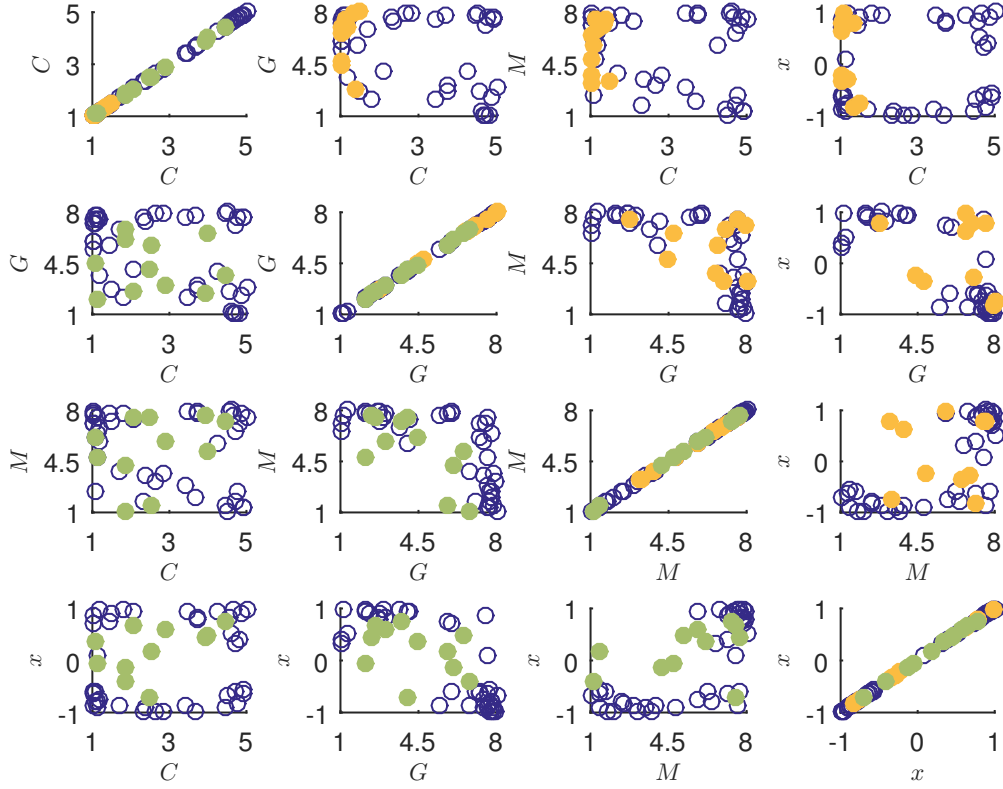 C 1 3 5 1 3 5 C
G 1 4.5 8 1 3 5 C
M 1 4.5 8 1 3 5 C
x -1 0 1 1 3 5 C
G 1 4.5 8 1 3 5 C
G 1 4.5 8 1 4.5 8 G
M 1 4.5 8 1 4.5 8 G
x -1 0 1 1 4.5 8 G
M 1 4.5 8 1 3 5 C
M 1 4.5 8 1 4.5 8 G
M 1 4.5 8 1 4.5 8 M
x -1 0 1 1 4.5 8 M
x -1 0 1 1 3 5 C
x -1 0 1 1 4.5 8 G
x -1 0 1 1 4.5 8 M
x -1 0 1 -1 0 1 x